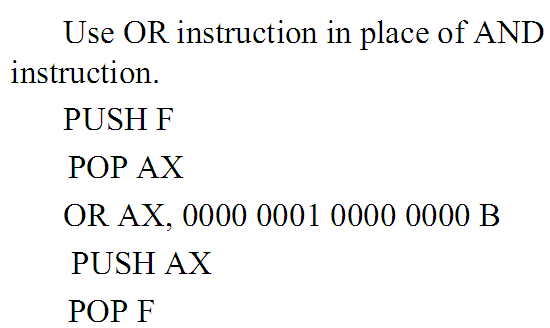 Use OR instruction in place of AND
instruction.
PUSH F
POP AX
OR AX, 0000 0001 0000 0000 B
PUSH AX
POP F